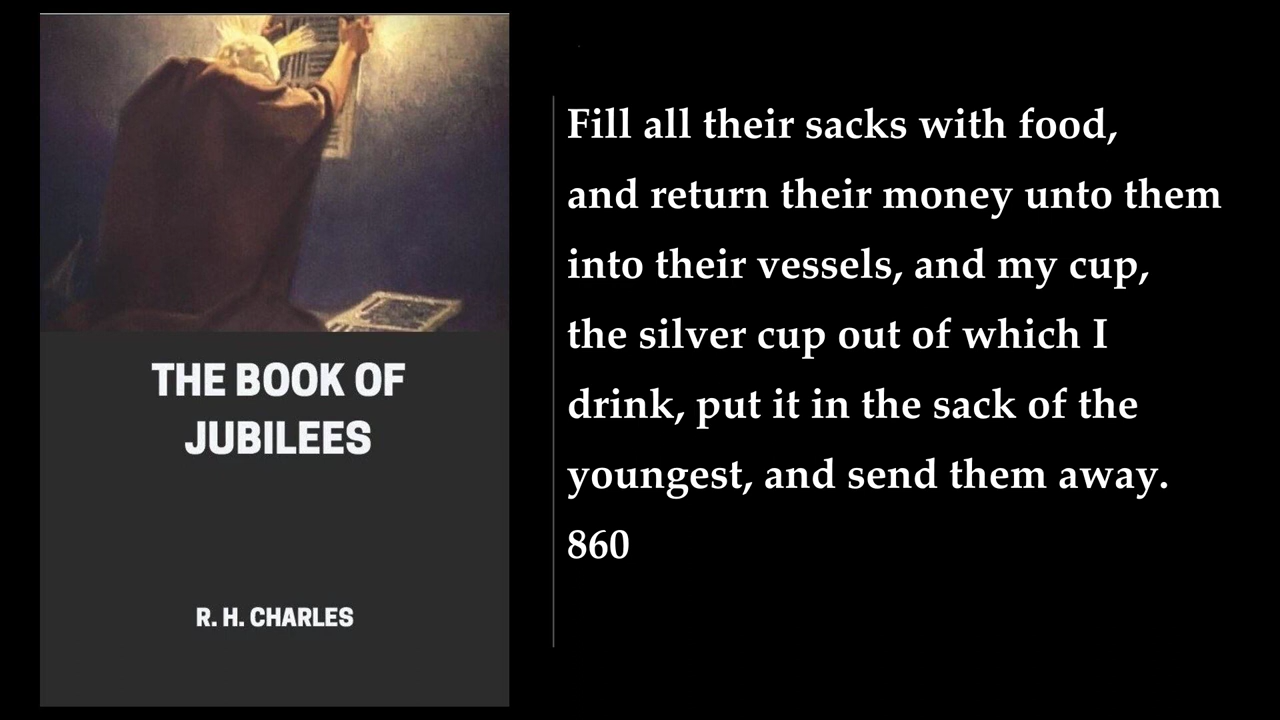 THE BOOK OF
JUBILEES
R. H. CHARLES
Fill all their sacks with food,
and return their money unto them
into their vessels, and my cup,
the silver cup out of which I
drink, put it in the sack of the
youngest, and send them away.
860